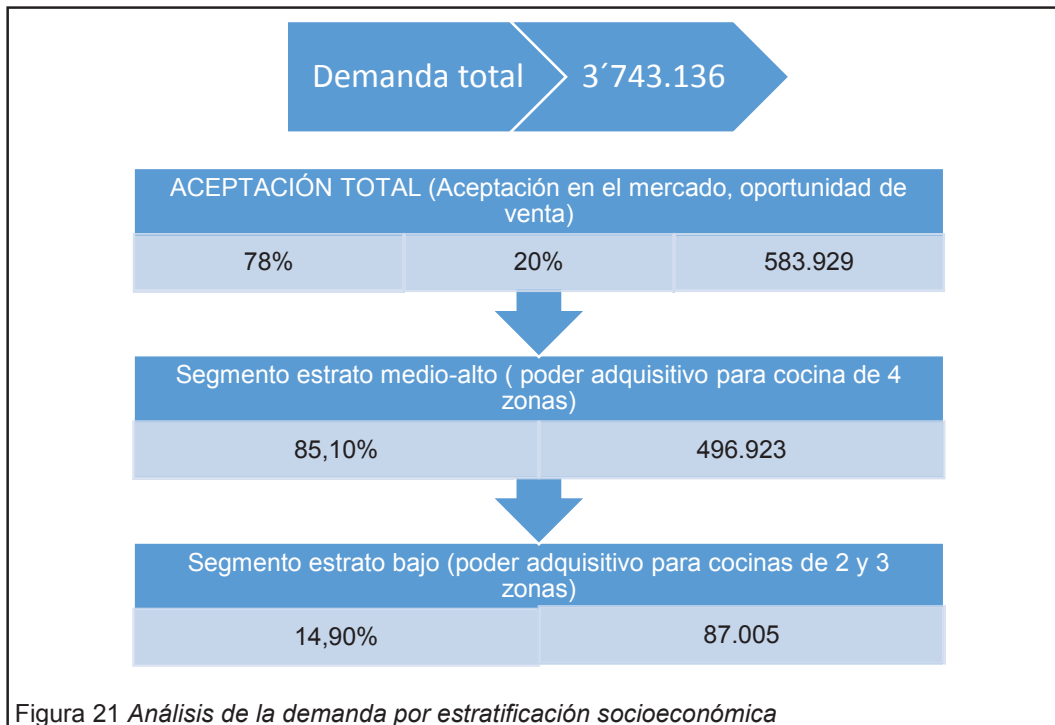 Demanda total 3´743.136
ACEPTACIÓN TOTAL (Aceptación en el mercado, oportunidad de
venta)
78% 20% 583.929
Segmento estrato medio-alto ( poder adquisitivo para cocina de 4
zonas)
85,10% 496.923
Segmento estrato bajo (poder adquisitivo para cocinas de 2 y 3
zonas)
14,90% 87.005
Figura 21 Análisis de la demanda por estratificación socioeconómica